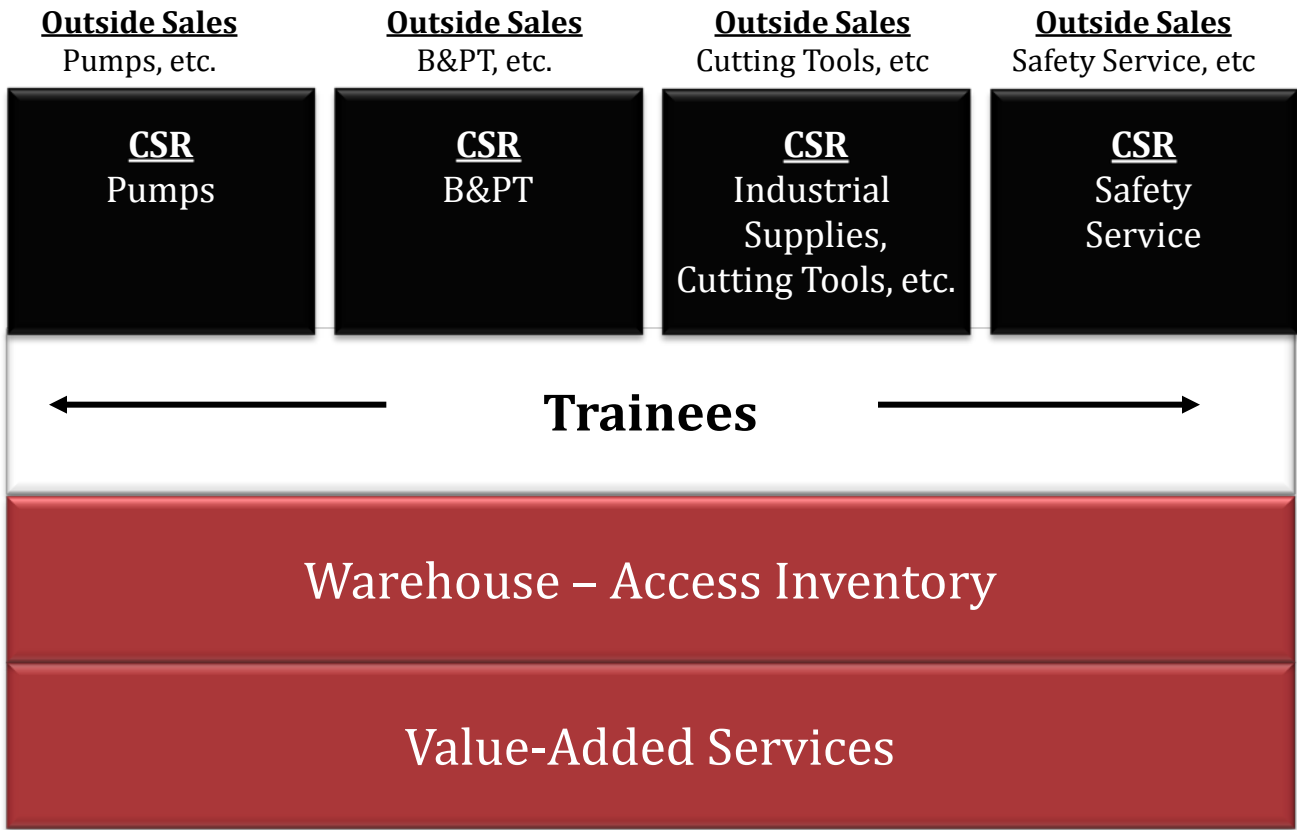 Outside Sales
Pumps, etc.
Outside Sales
B&PT, etc.
Outside Sales
Cutting Tools, etc
Outside Sales
Safety Service, etc
CSR
Pumps
CSR
B&PT
CSR
Industrial
Supplies,
Cutting Tools, etc.
CSR
Safety
Service
Trainees
Warehouse – Access Inventory
Value-Added Services